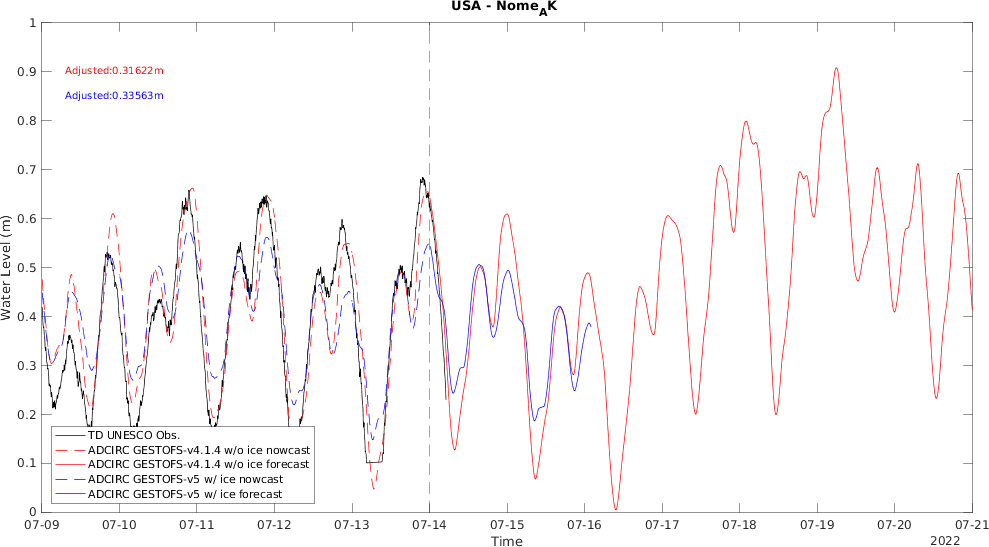 USA - Nome_AK
1
0.9
0.8
0.7
0.6
0.5
0.4
0.3
0.2
0.1
0
Water Level (m)
Adjusted:0.31622m
Adjusted:0.33563m
TD UNESCO Obs.
ADCIRC GESTOFS-v4.1.4 w/o ice nowcast
ADCIRC GESTOFS-v4.1.4 w/o ice forecast
ADCIRC GESTOFS-v5 w/ ice nowcast
ADCIRC GESTOFS-v5 w/ ice forecast
07-09 07-10 07-11 07-12 07-13 07-14 07-15 07-16 07-17 07-18 07-19 07-20 07-21
Time
2022